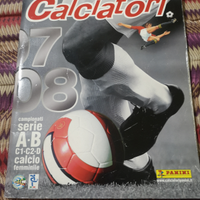 Calciatori
07
08
campionati
serie
A-B
C1-C2-D
calcio
femminile
PANINI